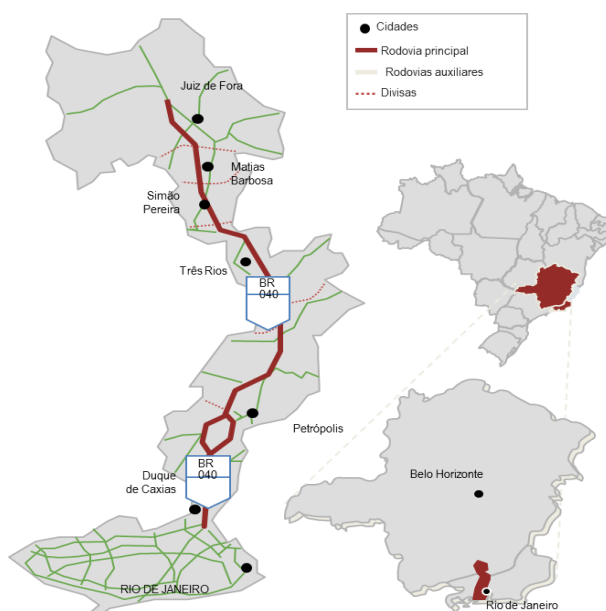 Cidades
Rodovia principal
Rodovias auxiliares
Divisas
Juiz de Fora
Matias
Barbosa
Simão
Pereira
Três Rios
BR
040
Petrópolis
BR
040
Duque
de Caxias
RIO DE JANEIRO
Belo Horizonte
Rio de Janeiro